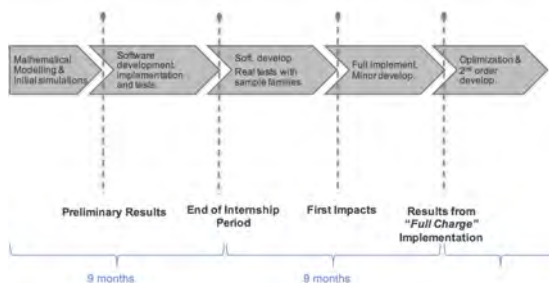 Mathematical
Modelling &
Initial simulations
Software
development,
implementation
and tests.
Soft. develop
Real tests with
sample families
Full implement.
Minor develop.
Optimization &
2nd order
develop.
Preliminary Results
End of Internship
Period
First Impacts
Results from
"Full Charge"
Implementation
9 months
9 months